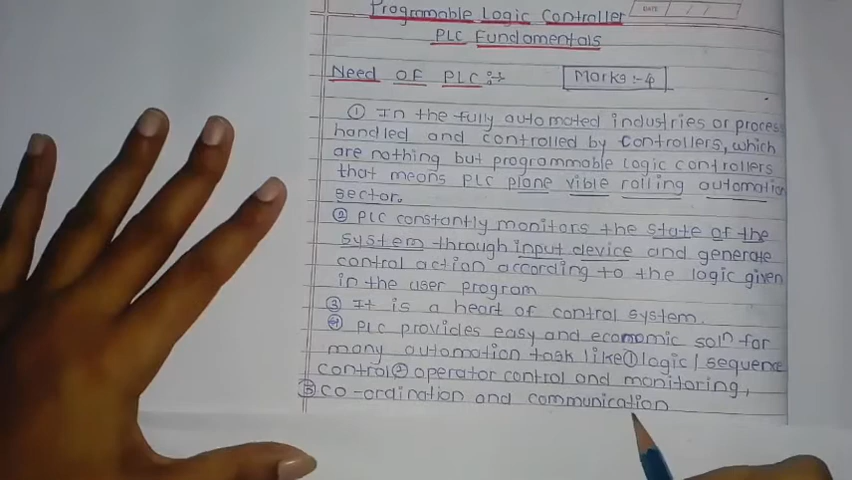 Programable Logic Controller
DATE
PLC Fundamentals
Need OF PLC :→
Marks :- 4
① In the fully automated industries or process
handled and controlled by controllers, which
are nothing but programmable logic controllers
that means PLC plane vible rolling automation
sector.
② PLC constantly monitors the state of the
system through input device and generate
control action according to the logic given
in the user program
③ It is a heart of control system.
④ PLC provides easy and economic solⁿ for
many automation task like ① logic / sequence
control ② operator control and monitoring,
③ CO-ordination and communication